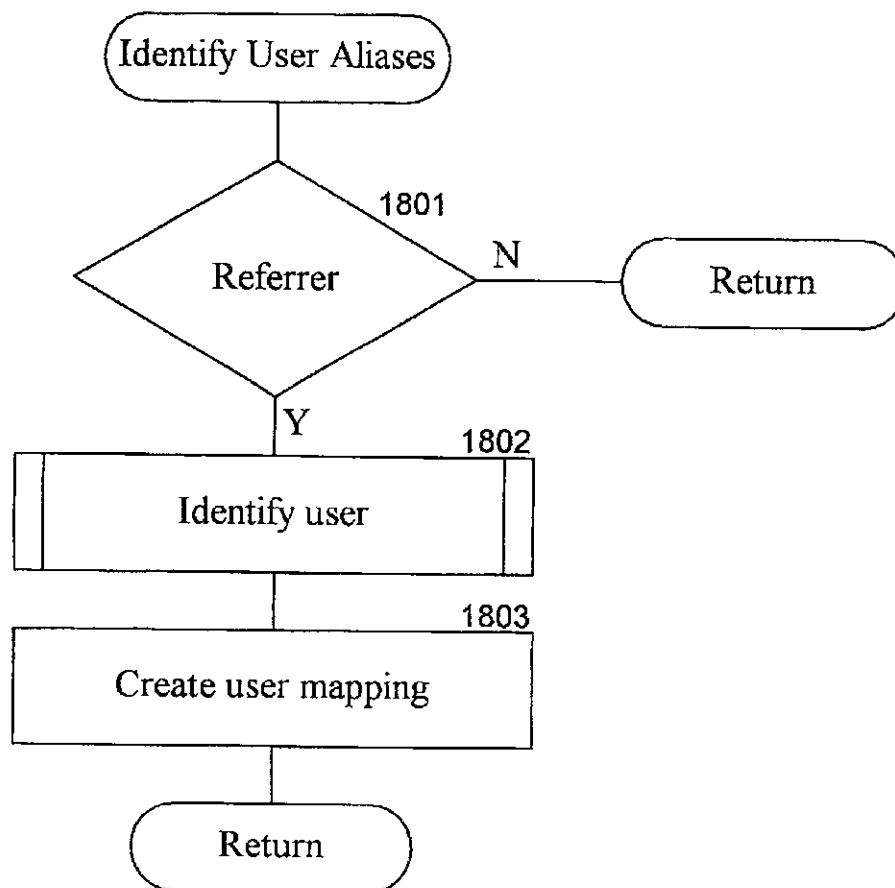 Identify User Aliases
1801
Referrer
N
Return
Y
1802
Identify user
1803
Create user mapping
Return